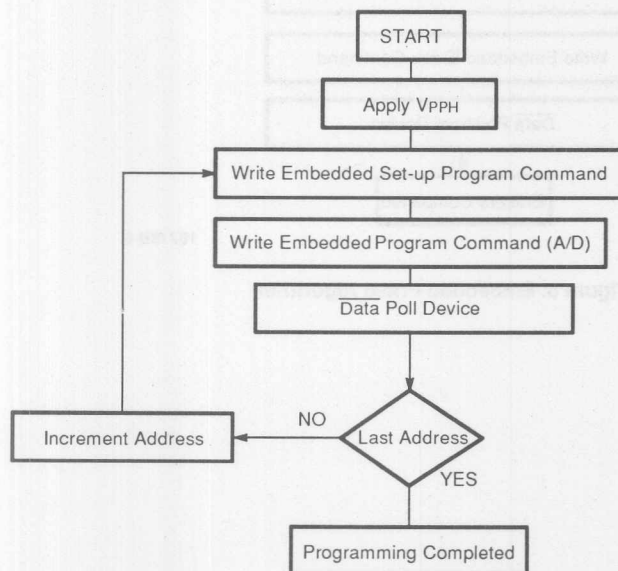 START
Apply VPPH
Write Embedded Set-up Program Command
Write Embedded Program Command (A/D)
Data Poll Device
NO
Last Address
Increment Address
YES
Programming Completed